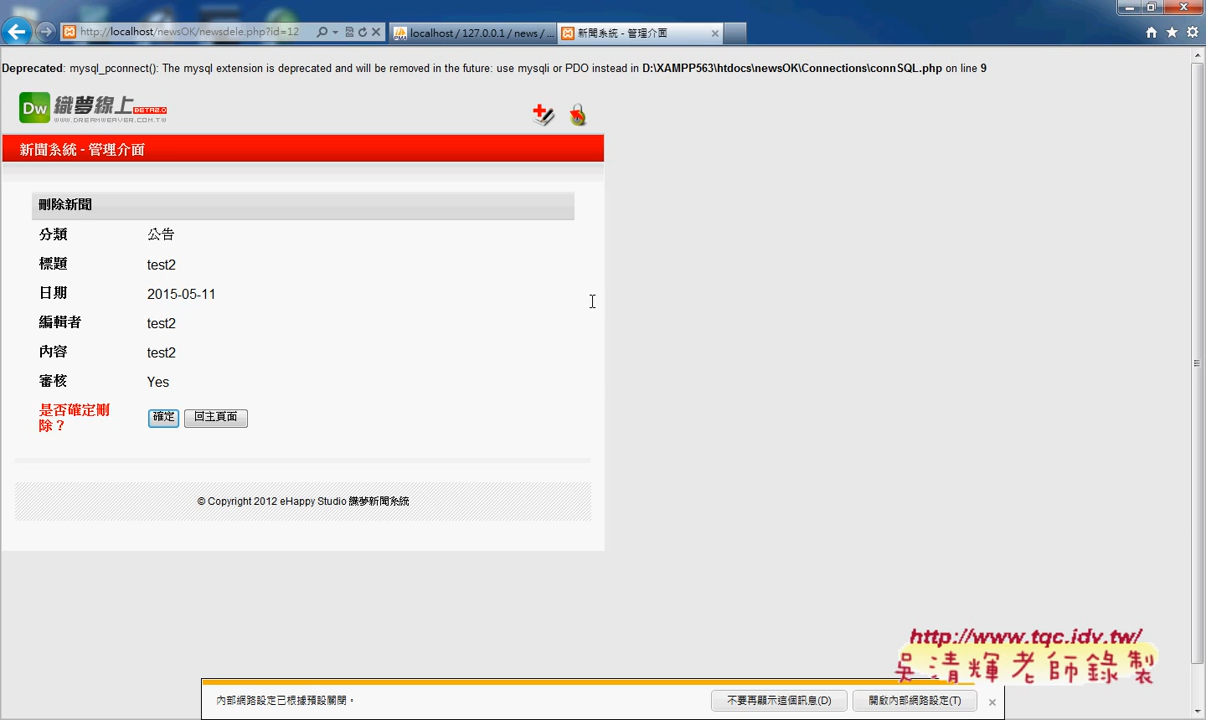 http://localhost/newsOK/newsdele.php?id=12
localhost / 127.0.0.1 / news / ...
新聞系統 - 管理介面
Deprecated: mysql_pconnect(): The mysql extension is deprecated and will be removed in the future: use mysqli or PDO instead in D:\XAMPP563\htdocs\newsOK\Connections\connSQL.php on line 9
Dw 織夢線上 BETA2.0
WWW.DREAMWEAVER.COM.TW
新聞系統 - 管理介面
刪除新聞
分類 公告
標題 test2
日期 2015-05-11
編輯者 test2
內容 test2
審核 Yes
是否確定刪
除？
確定 回主頁面
© Copyright 2012 eHappy Studio 織夢新聞系統
http://www.tqc.idv.tw/
吳清輝老師錄製
內部網路設定已根據預設關閉。 不要再顯示這個訊息(D) 開啟內部網路設定(T)